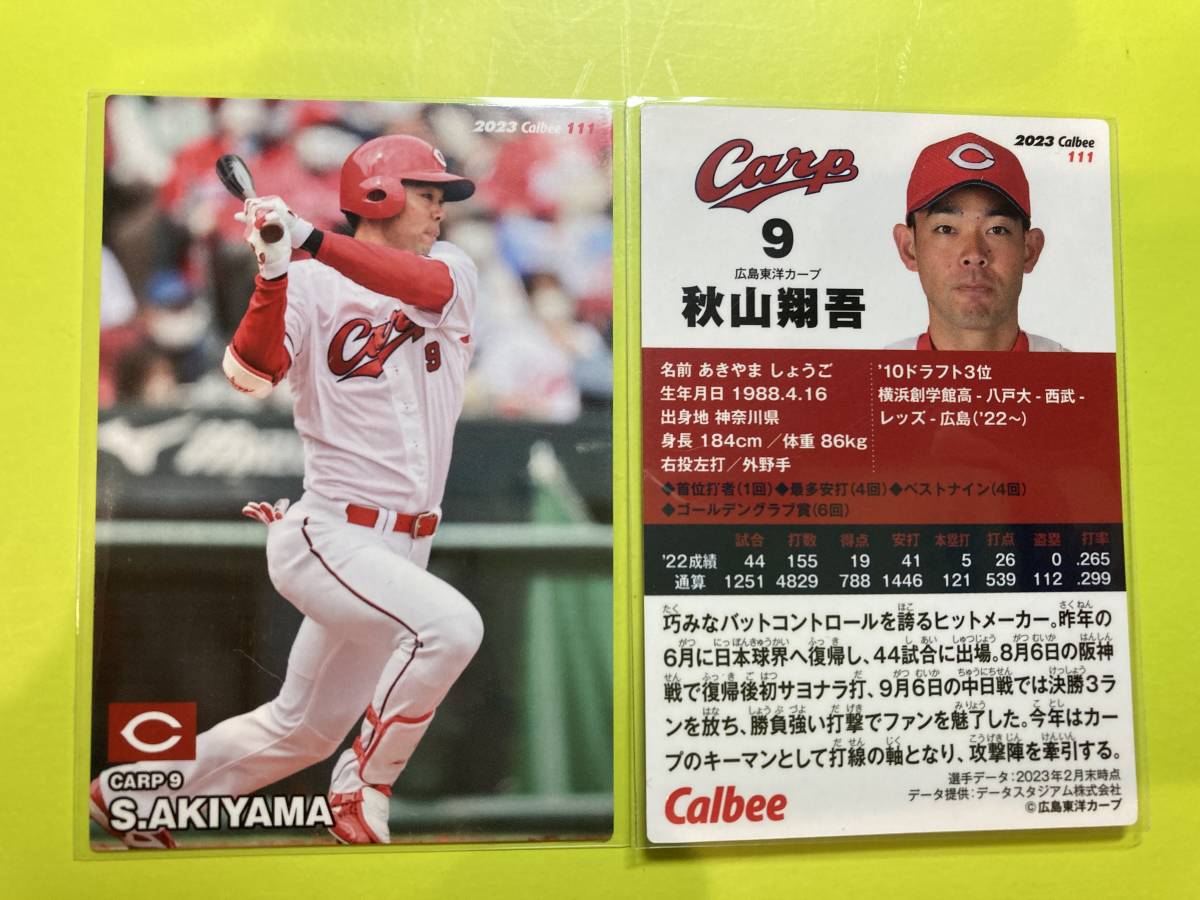 2023 Calbee 111
Carp
9
CARP 9
S.AKIYAMA
Carp
2023 Calbee
111
9
広島東洋カープ
秋山翔吾
名前 あきやま しょうご
生年月日 1988.4.16
出身地 神奈川県
身長 184cm／体重 86kg
右投左打／外野手
'10ドラフト3位
横浜創学館高 - 八戸大 - 西武 -
レッズ - 広島('22〜)
◆首位打者(1回)◆最多安打(4回)◆ベストナイン(4回)
◆ゴールデングラブ賞(6回)
試合 打数 得点 安打 本塁打 打点 盗塁 打率
'22成績 44 155 19 41 5 26 0 .265
通算 1251 4829 788 1446 121 539 112 .299
巧みなバットコントロールを誇るヒットメーカー。昨年の
6月に日本球界へ復帰し、44試合に出場。8月6日の阪神
戦で復帰後初サヨナラ打、9月6日の中日戦では決勝3ラ
ンを放ち、勝負強い打撃でファンを魅了した。今年はカー
プのキーマンとして打線の軸となり、攻撃陣を牽引する。
選手データ:2023年2月末時点
データ提供:データスタジアム株式会社
©広島東洋カープ
Calbee